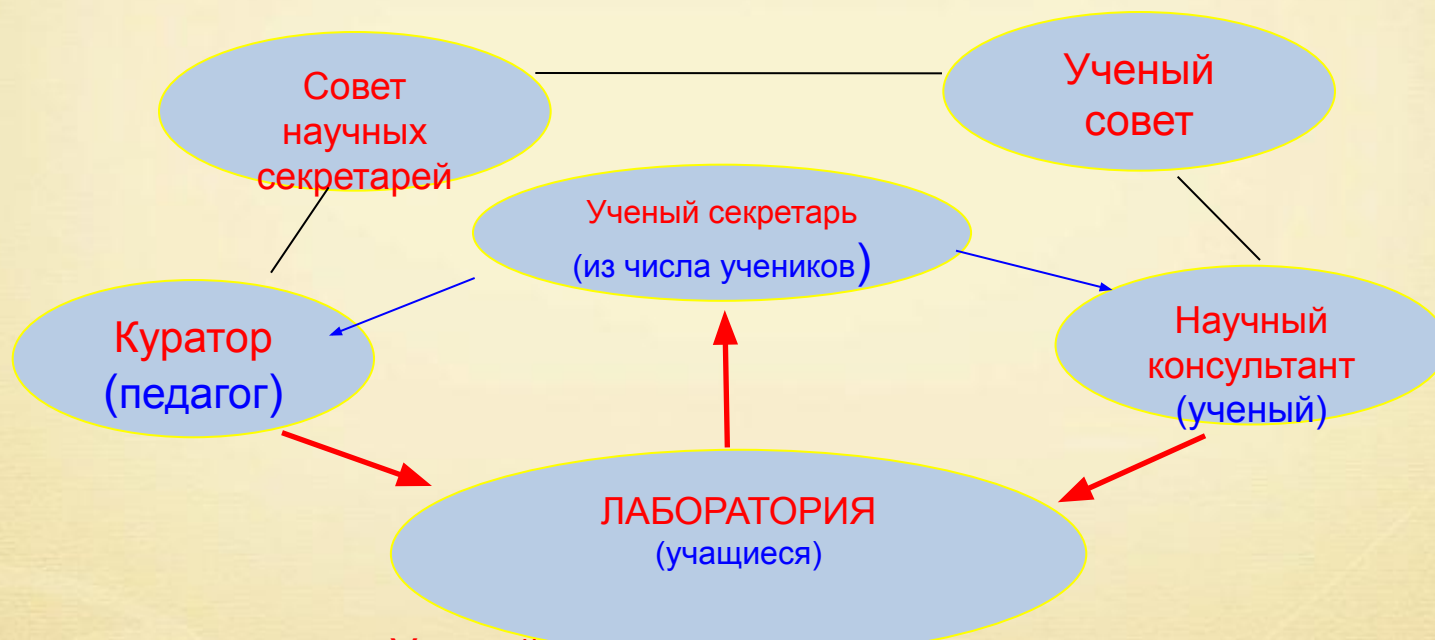 Совет
научных
секретарей
Ученый
совет
Ученый секретарь
(из числа учеников)
Куратор
(педагог)
Научный
консультант
(ученый)
ЛАБОРАТОРИЯ
(учащиеся)